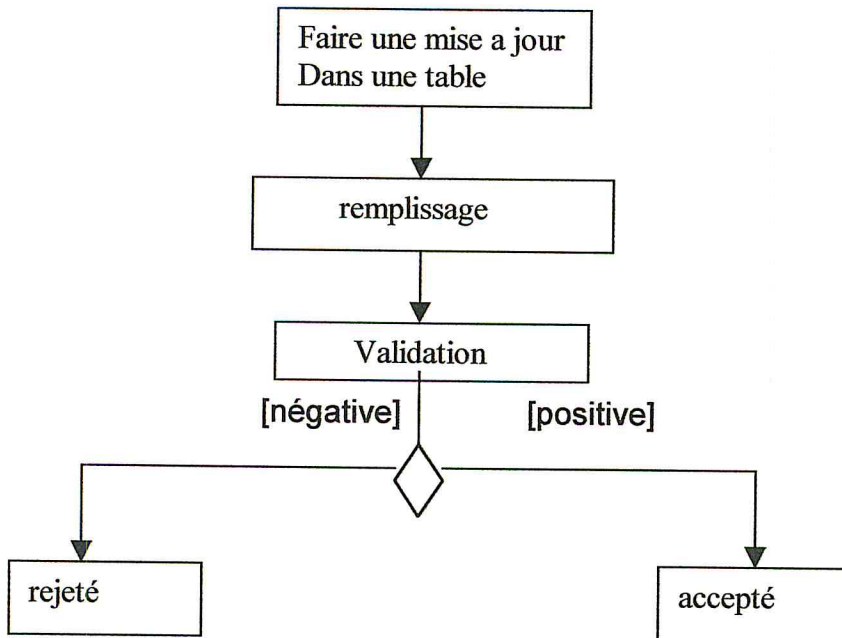 Faire une mise a jour
Dans une table
remplissage
Validation
[négative] [positive]
rejeté
accepté